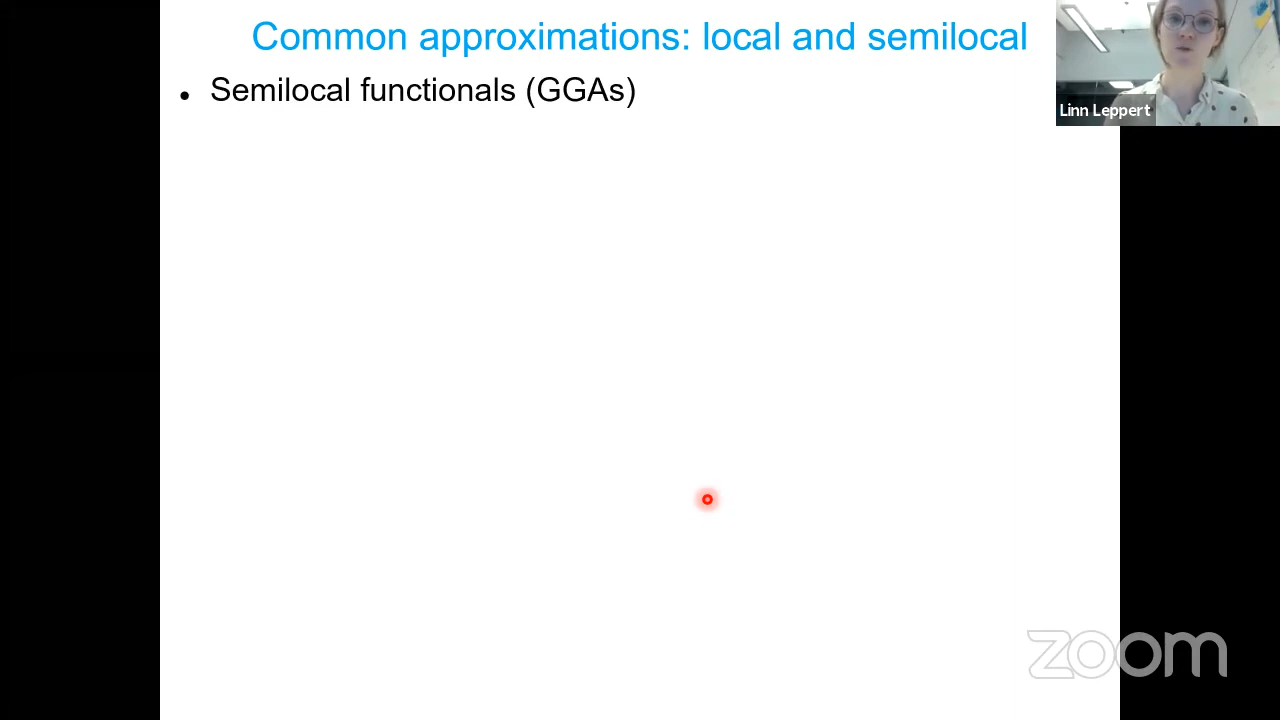 Common approximations: local and semilocal
• Semilocal functionals (GGAs)
Linn Leppert
zoom